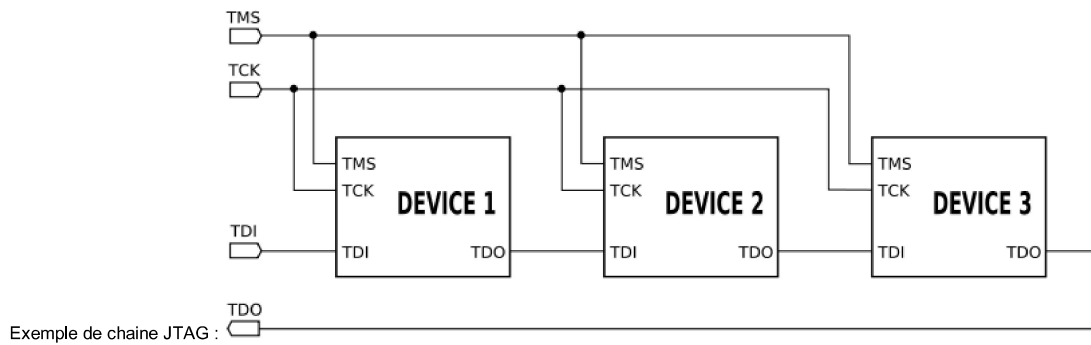 TMS
TCK
TMS
TCK
DEVICE 1
TDI
TDO
TMS
TCK
DEVICE 2
TDI
TDO
TMS
TCK
DEVICE 3
TDI
TDO
TDI
TDO
Exemple de chaine JTAG :